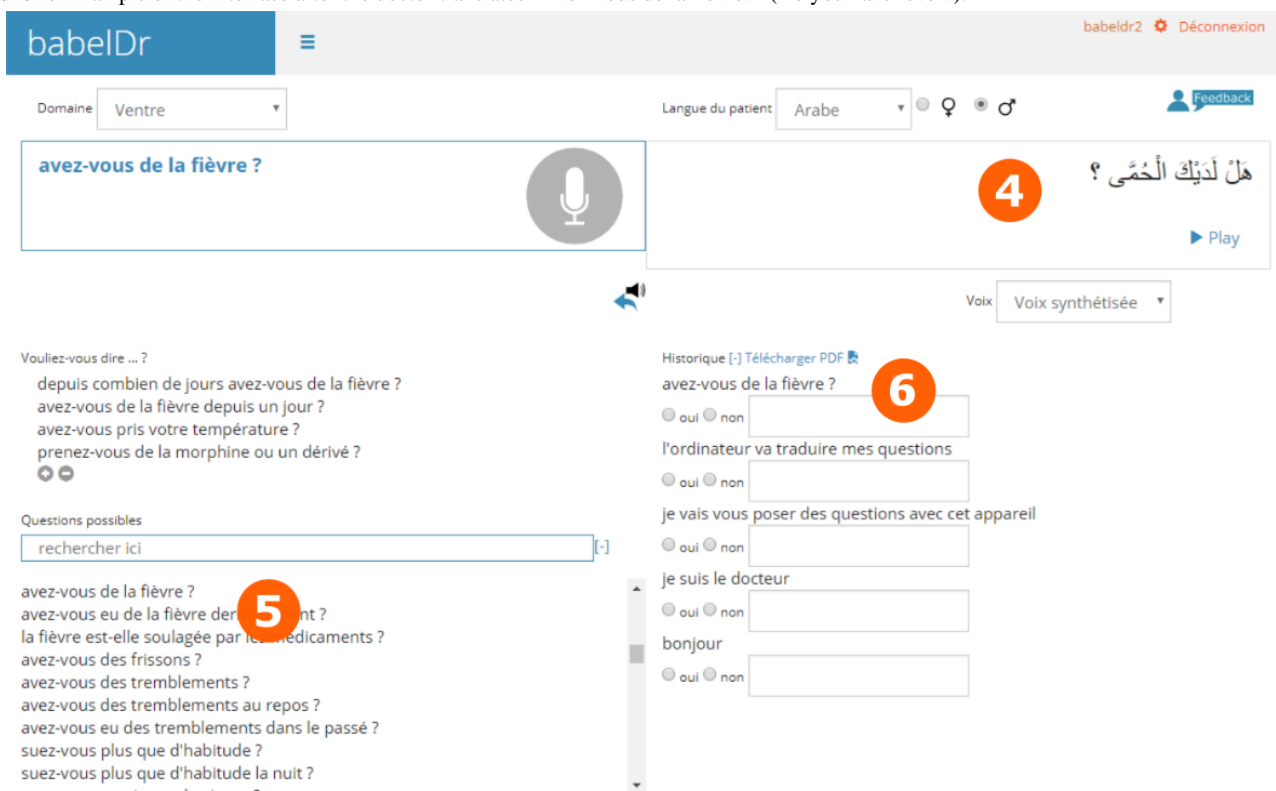 babelDr
babeldr2 Déconnexion
Domaine Ventre
Langue du patient Arabe
Feedback
avez-vous de la fièvre ?
4
هَلْ لَدَيْكَ الْحُمَّى ؟
Play
Voix Voix synthétisée
Vouliez-vous dire ... ?
depuis combien de jours avez-vous de la fièvre ?
avez-vous de la fièvre depuis un jour ?
avez-vous pris votre température ?
prenez-vous de la morphine ou un dérivé ?
Questions possibles
rechercher ici [-]
avez-vous de la fièvre ?
avez-vous eu de la fièvre ?
5
la fièvre est-elle soulagée par médicaments ?
avez-vous des frissons ?
avez-vous des tremblements ?
avez-vous des tremblements au repos ?
avez-vous eu des tremblements dans le passé ?
suez-vous plus que d'habitude ?
suez-vous plus que d'habitude la nuit ?
Historique [-] Télécharger PDF
6
avez-vous de la fièvre ?
oui non
l'ordinateur va traduire mes questions
oui non
je vais vous poser des questions avec cet appareil
oui non
je suis le docteur
oui non
bonjour
oui non